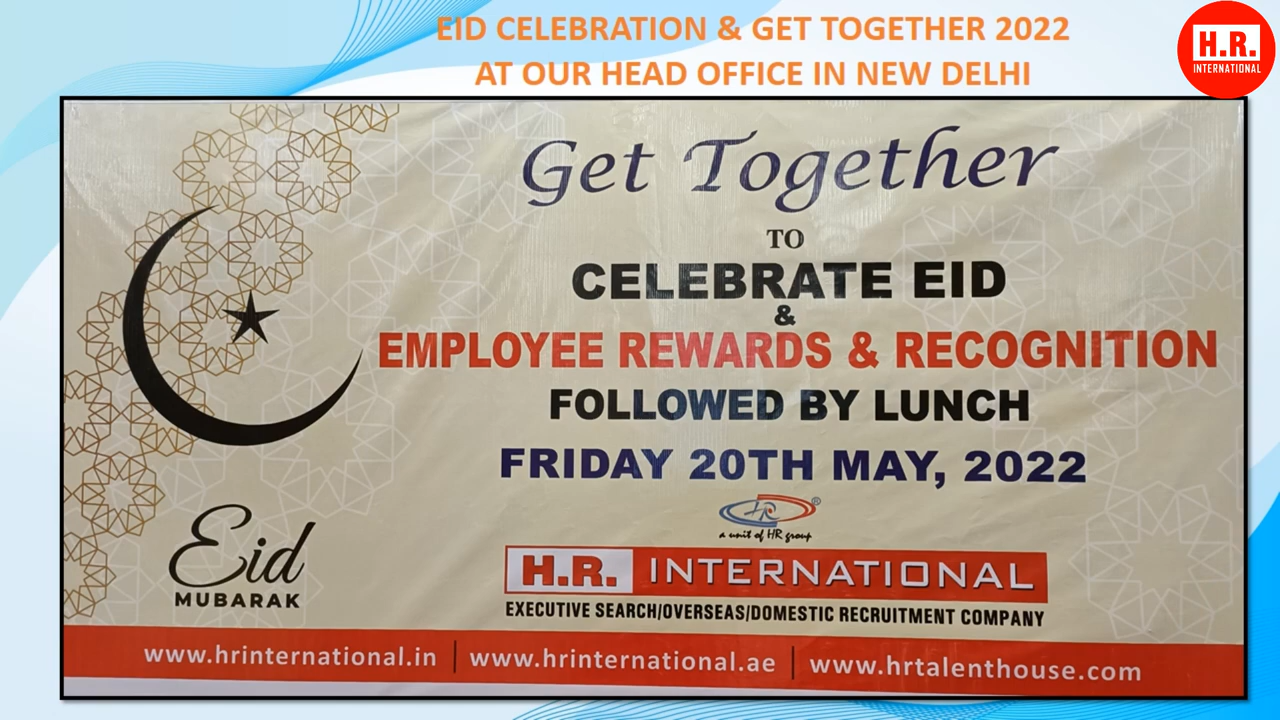 EID CELEBRATION & GET TOGETHER 2022
AT OUR HEAD OFFICE IN NEW DELHI
H.R.
INTERNATIONAL
Get Together
TO
CELEBRATE EID
&
EMPLOYEE REWARDS & RECOGNITION
FOLLOWED BY LUNCH
FRIDAY 20TH MAY, 2022
HR®
a unit of HR group
H.R. INTERNATIONAL
EXECUTIVE SEARCH/OVERSEAS/DOMESTIC RECRUITMENT COMPANY
Eid
MUBARAK
www.hrinternational.in | www.hrinternational.ae | www.hrtalenthouse.com